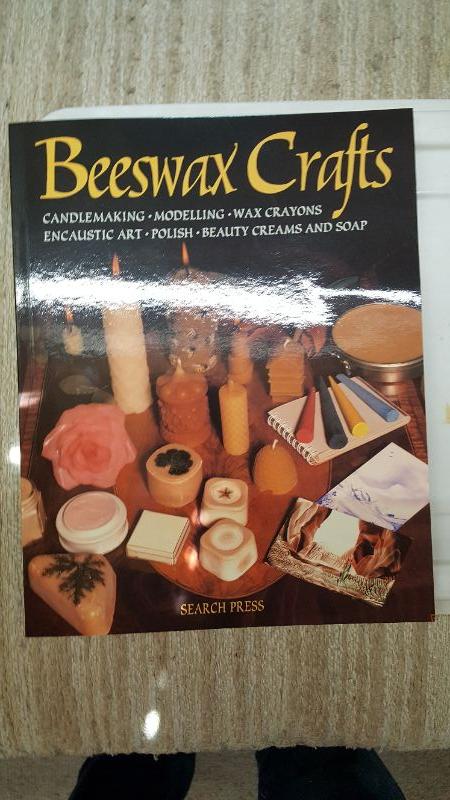 Beeswax Crafts
CANDLEMAKING • MODELLING • WAX CRAYONS
ENCAUSTIC ART • POLISH • BEAUTY CREAMS AND SOAP
SEARCH PRESS